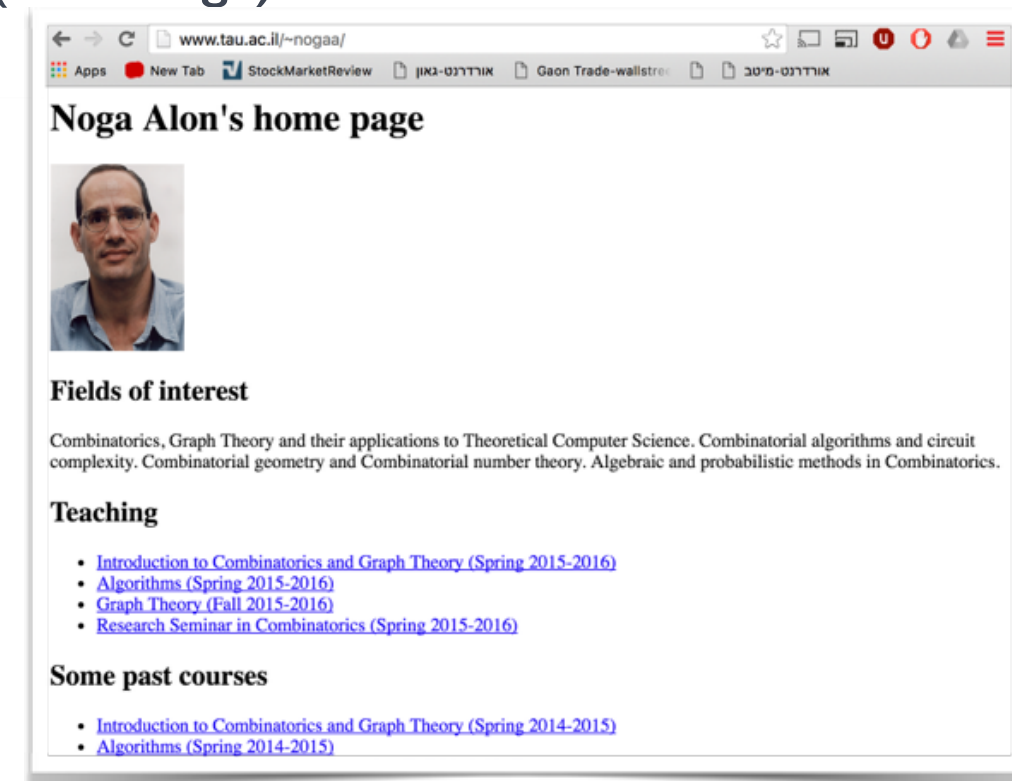 www.tau.ac.il/~nogaa/
Apps New Tab StockMarketReview אורדרנט-גאון Gaon Trade-wallstre אורדרנט-מיטב
Noga Alon's home page
Fields of interest
Combinatorics, Graph Theory and their applications to Theoretical Computer Science. Combinatorial algorithms and circuit
complexity. Combinatorial geometry and Combinatorial number theory. Algebraic and probabilistic methods in Combinatorics.
Teaching
• Introduction to Combinatorics and Graph Theory (Spring 2015-2016)
• Algorithms (Spring 2015-2016)
• Graph Theory (Fall 2015-2016)
• Research Seminar in Combinatorics (Spring 2015-2016)
Some past courses
• Introduction to Combinatorics and Graph Theory (Spring 2014-2015)
• Algorithms (Spring 2014-2015)